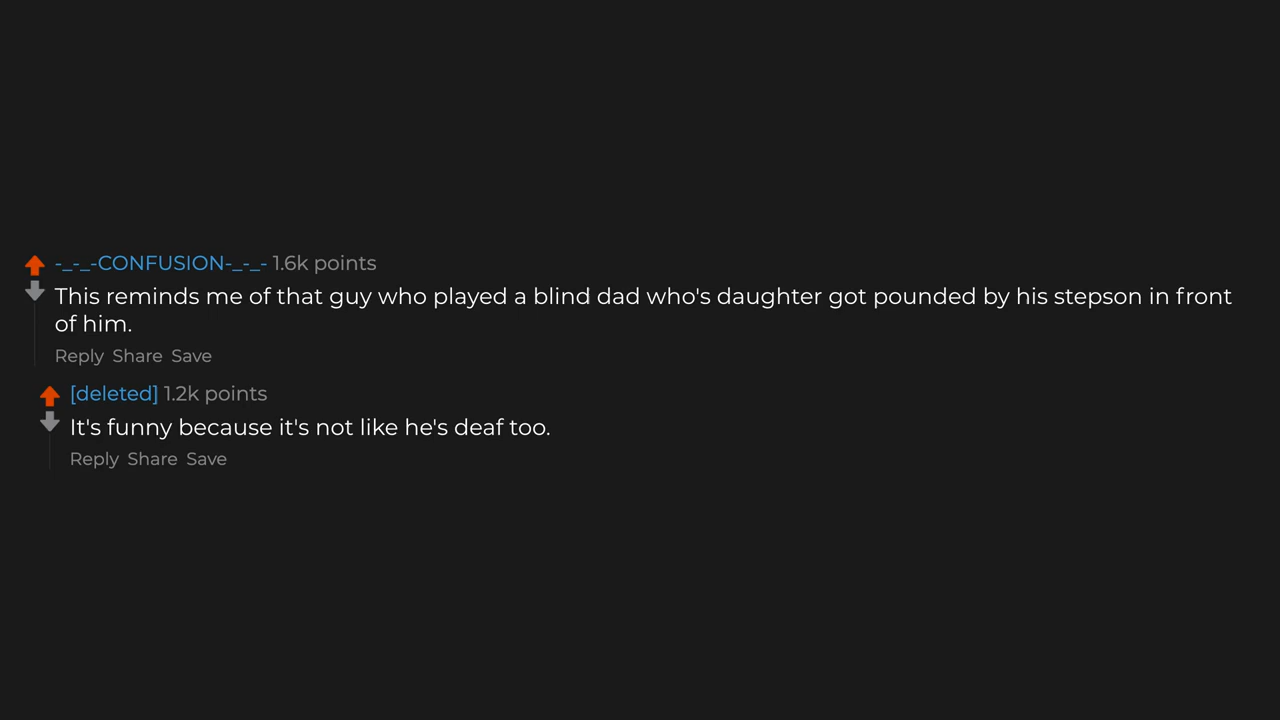 -_-_-CONFUSION-_-_- 1.6k points
This reminds me of that guy who played a blind dad who's daughter got pounded by his stepson in front
of him.
Reply Share Save
[deleted] 1.2k points
It's funny because it's not like he's deaf too.
Reply Share Save